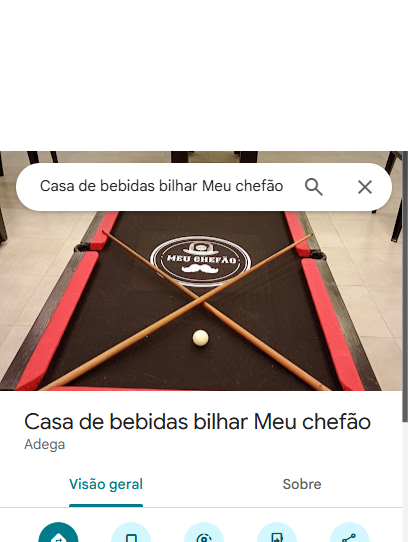 Casa de bebidas bilhar Meu chefão
MEU CHEFÃO
Casa de bebidas bilhar Meu chefão
Adega
Visão geral
Sobre